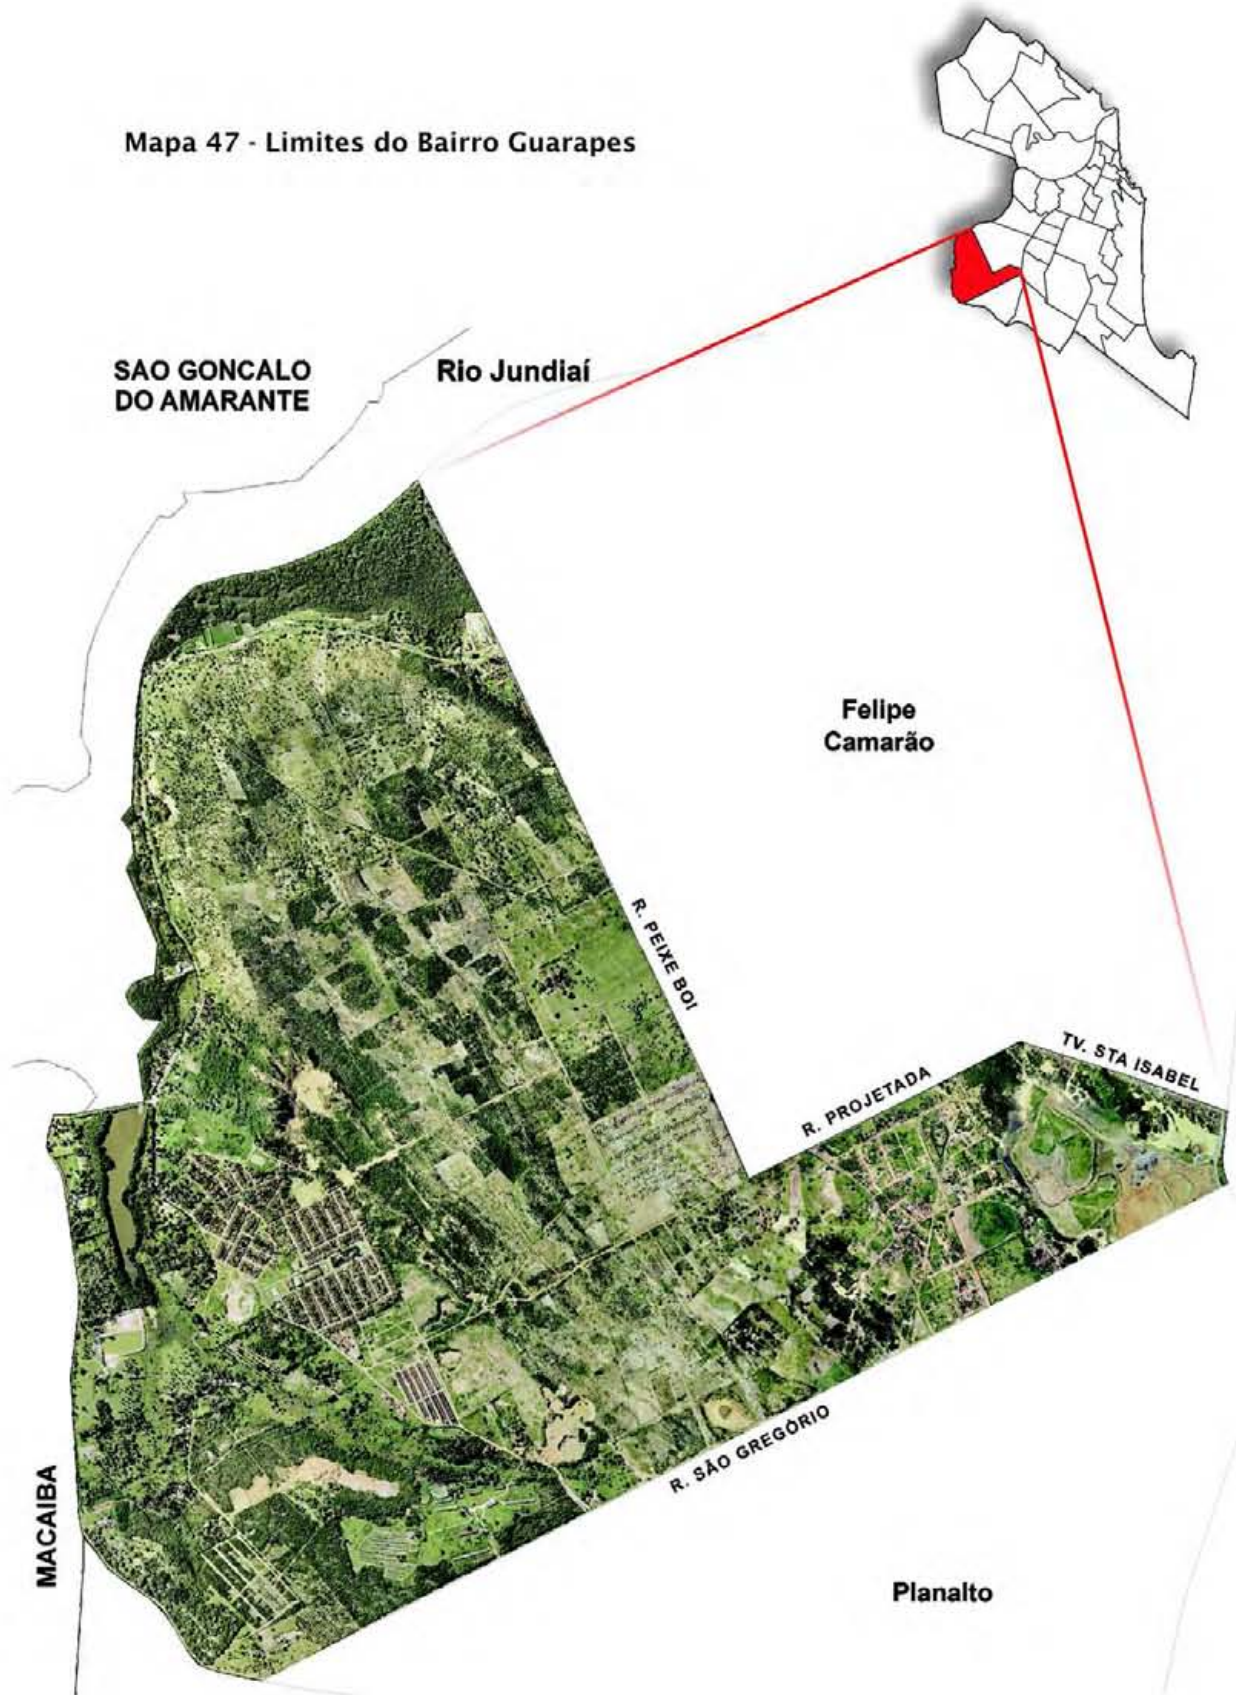 Mapa 47 - Limites do Bairro Guarapes
SAO GONCALO
DO AMARANTE
Rio Jundiaí
Felipe
Camarão
R. PEIXE BOI
R. PROJETADA
TV. STA ISABEL
R. SÃO GREGÓRIO
MACAIBA
Planalto